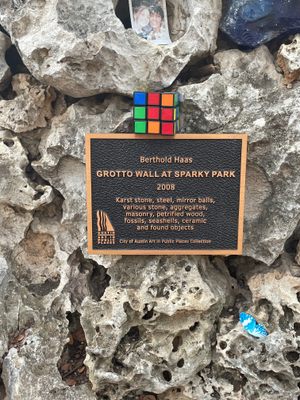 Berthold Haas
GROTTO WALL AT SPARKY PARK
2008
Karst stone, steel, mirror balls,
various stone, aggregates,
masonry, petrified wood,
fossils, seashells, ceramic
and found objects
City of Austin Art in Public Places Collection